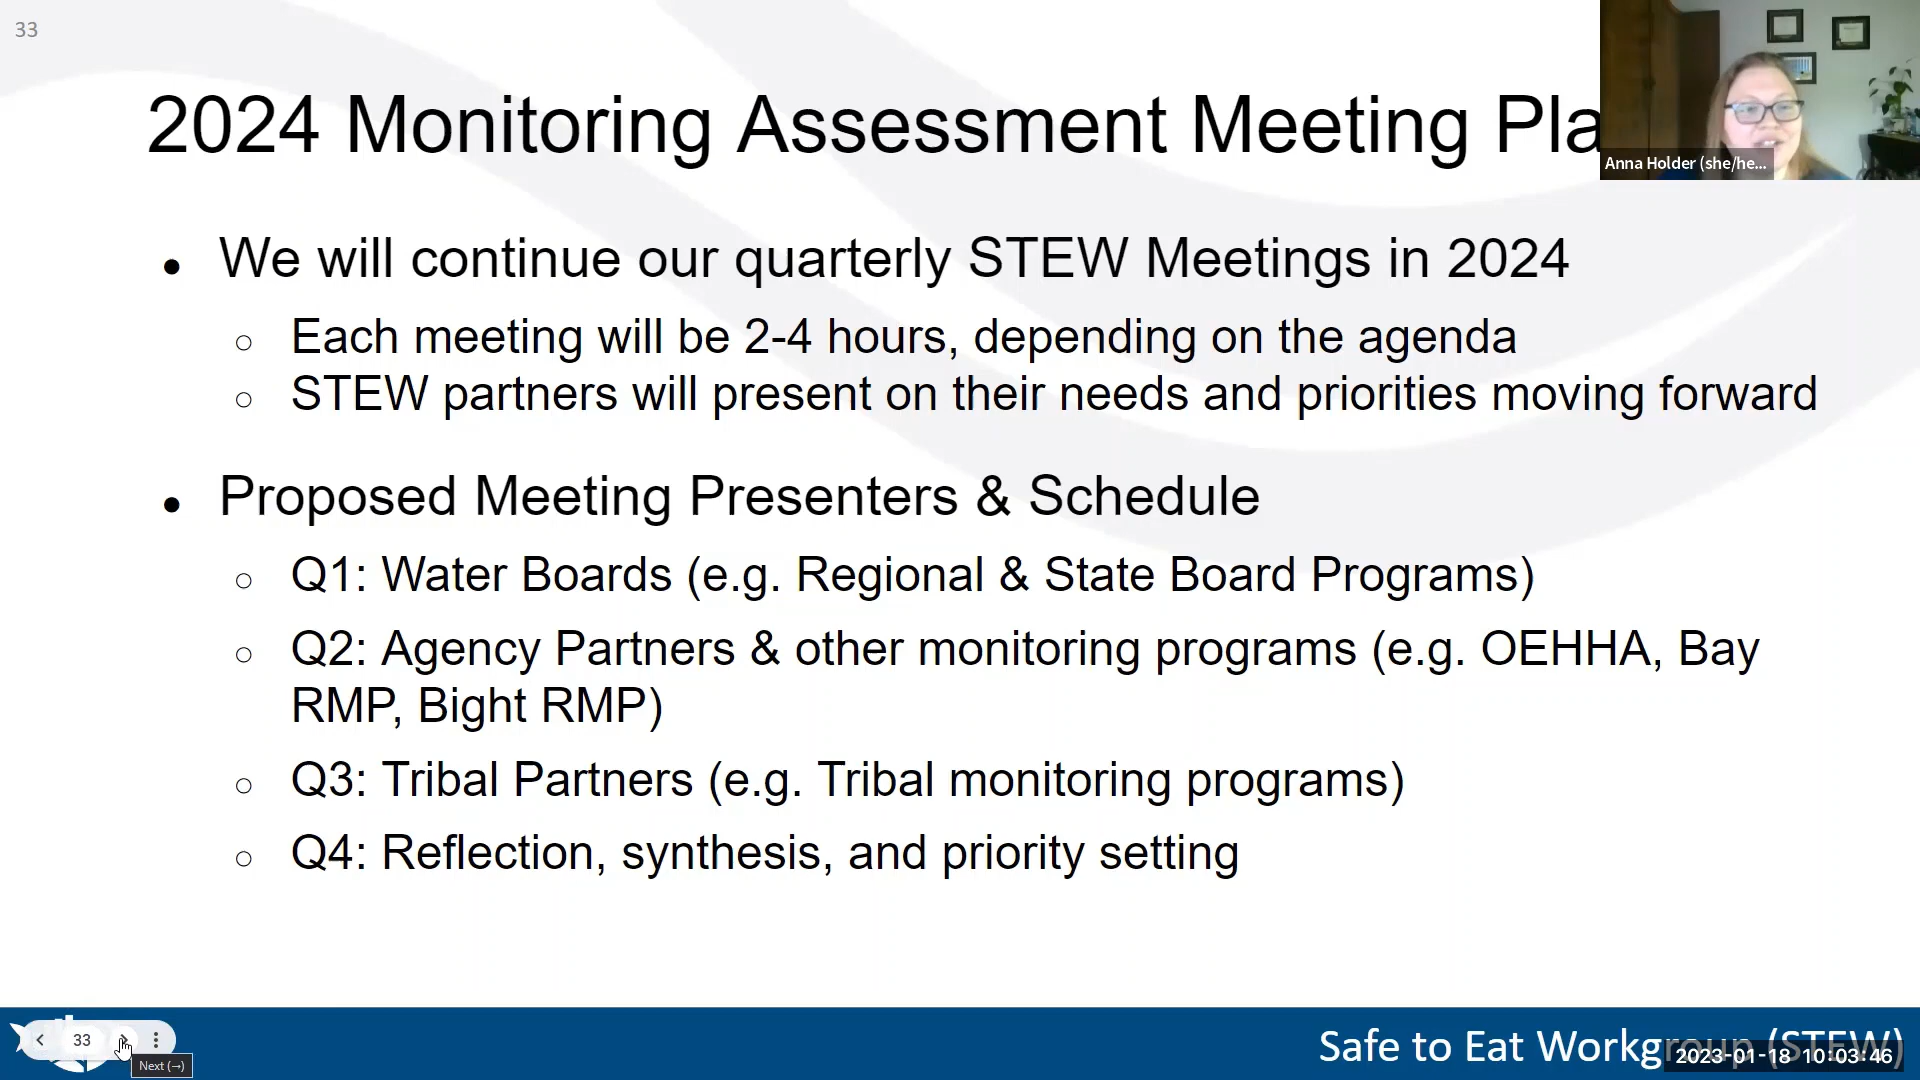 33
2024 Monitoring Assessment Meeting Pla
Anna Holder (she/he...
• We will continue our quarterly STEW Meetings in 2024
○ Each meeting will be 2-4 hours, depending on the agenda
○ STEW partners will present on their needs and priorities moving forward
• Proposed Meeting Presenters & Schedule
○ Q1: Water Boards (e.g. Regional & State Board Programs)
○ Q2: Agency Partners & other monitoring programs (e.g. OEHHA, Bay
RMP, Bight RMP)
○ Q3: Tribal Partners (e.g. Tribal monitoring programs)
○ Q4: Reflection, synthesis, and priority setting
33
Next (→)
Safe to Eat Workgroup (STEW)
2023-01-18 10:03:46